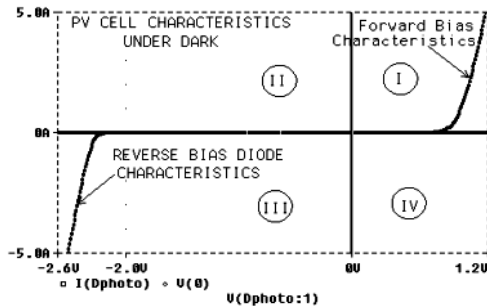 5.0A
PV CELL CHARACTERISTICS
UNDER DARK
Forward Bias
Characteristics
II
I
0A
REVERSE BIAS DIODE
CHARACTERISTICS
III
IV
-5.0A
-2.6V -2.0V 0V 1.2V
I(Dphoto) V(0)
V(Dphoto:1)